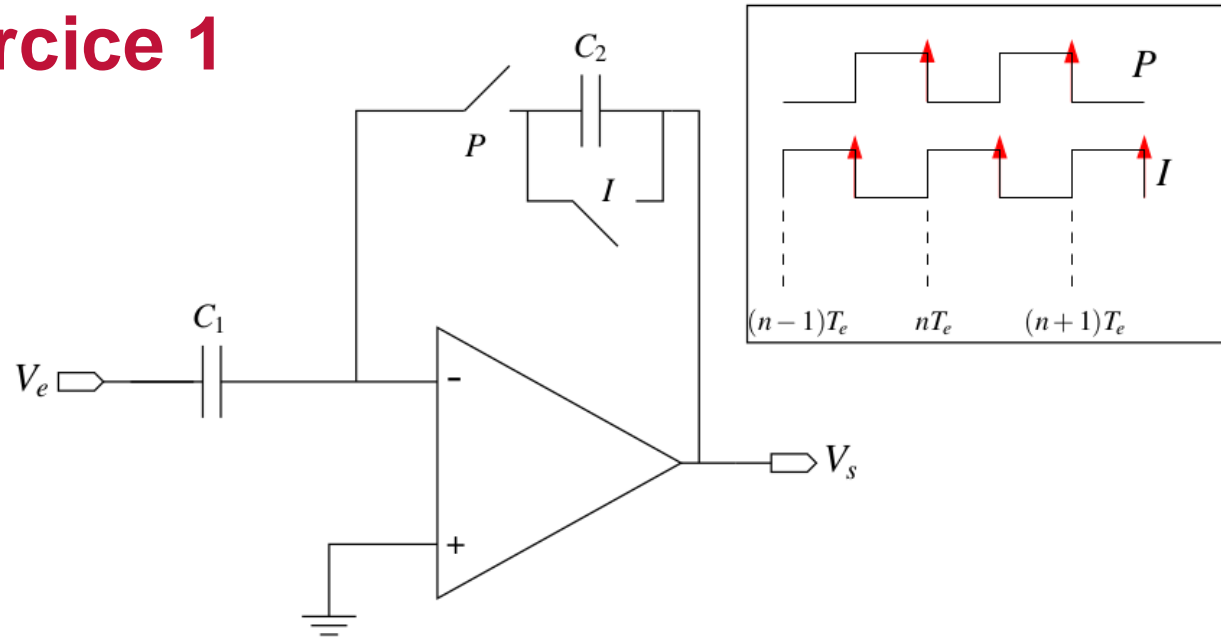 rcice 1
C₂
P
I
C₁
Vₑ
-
+
Vₛ
P
I
(n − 1)Tₑ nTₑ (n + 1)Tₑ